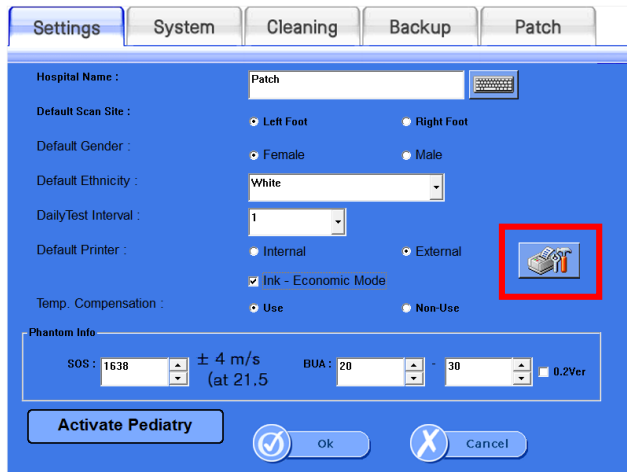 Settings System Cleaning Backup Patch
Hospital Name : Patch
Default Scan Site : Left Foot Right Foot
Default Gender : Female Male
Default Ethnicity : White
DailyTest Interval : 1
Default Printer : Internal External
Ink - Economic Mode
Temp. Compensation : Use Non-Use
Phantom Info
SOS : 1638 ± 4 m/s BUA : 20 - 30 0.2Ver
(at 21.5
Activate Pediatry Ok Cancel